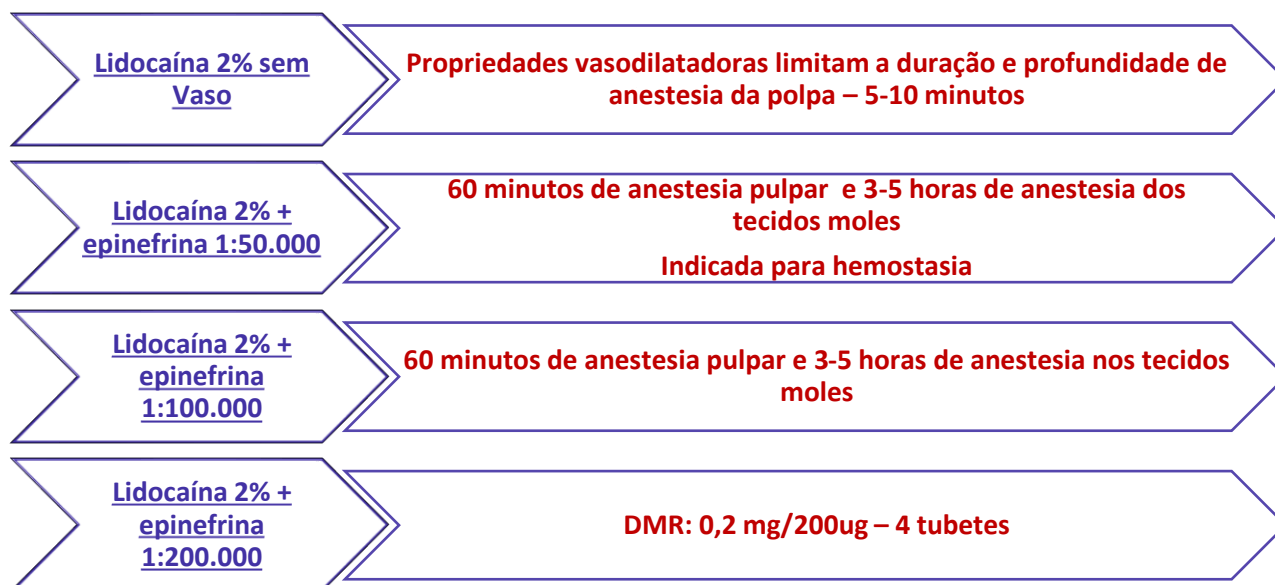 Lidocaína 2% sem
Vaso
Propriedades vasodilatadoras limitam a duração e profundidade de
anestesia da polpa – 5-10 minutos
Lidocaína 2% +
epinefrina 1:50.000
60 minutos de anestesia pulpar e 3-5 horas de anestesia dos
tecidos moles
Indicada para hemostasia
Lidocaína 2% +
epinefrina
1:100.000
60 minutos de anestesia pulpar e 3-5 horas de anestesia nos tecidos
moles
Lidocaína 2% +
epinefrina
1:200.000
DMR: 0,2 mg/200ug – 4 tubetes